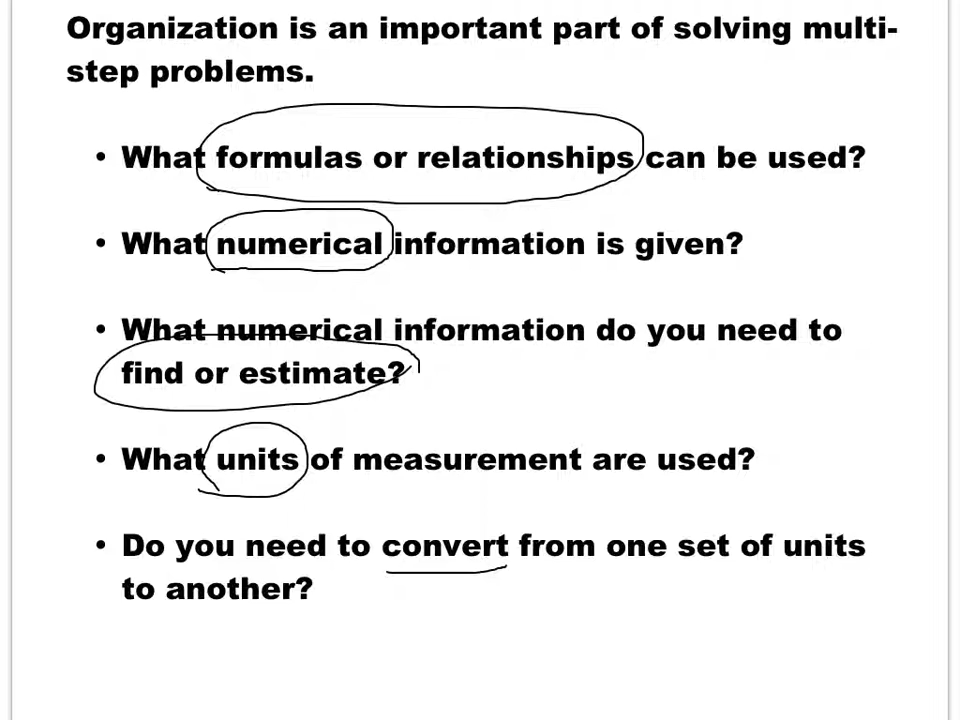 Organization is an important part of solving multi-
step problems.
• What formulas or relationships can be used?
• What numerical information is given?
• What numerical information do you need to
find or estimate?
• What units of measurement are used?
• Do you need to convert from one set of units
to another?